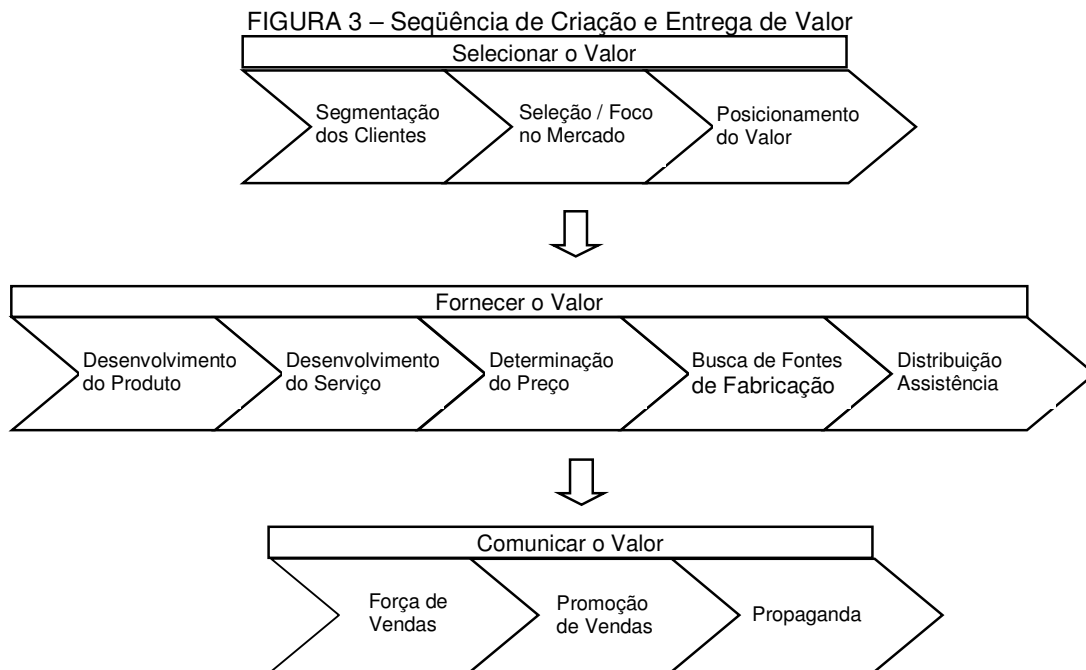 FIGURA 3 – Seqüência de Criação e Entrega de Valor
Selecionar o Valor
Segmentação
dos Clientes
Seleção / Foco
no Mercado
Posicionamento
do Valor
Fornecer o Valor
Desenvolvimento
do Produto
Desenvolvimento
do Serviço
Determinação
do Preço
Busca de Fontes
de Fabricação
Distribuição
Assistência
Comunicar o Valor
Força de
Vendas
Promoção
de Vendas
Propaganda